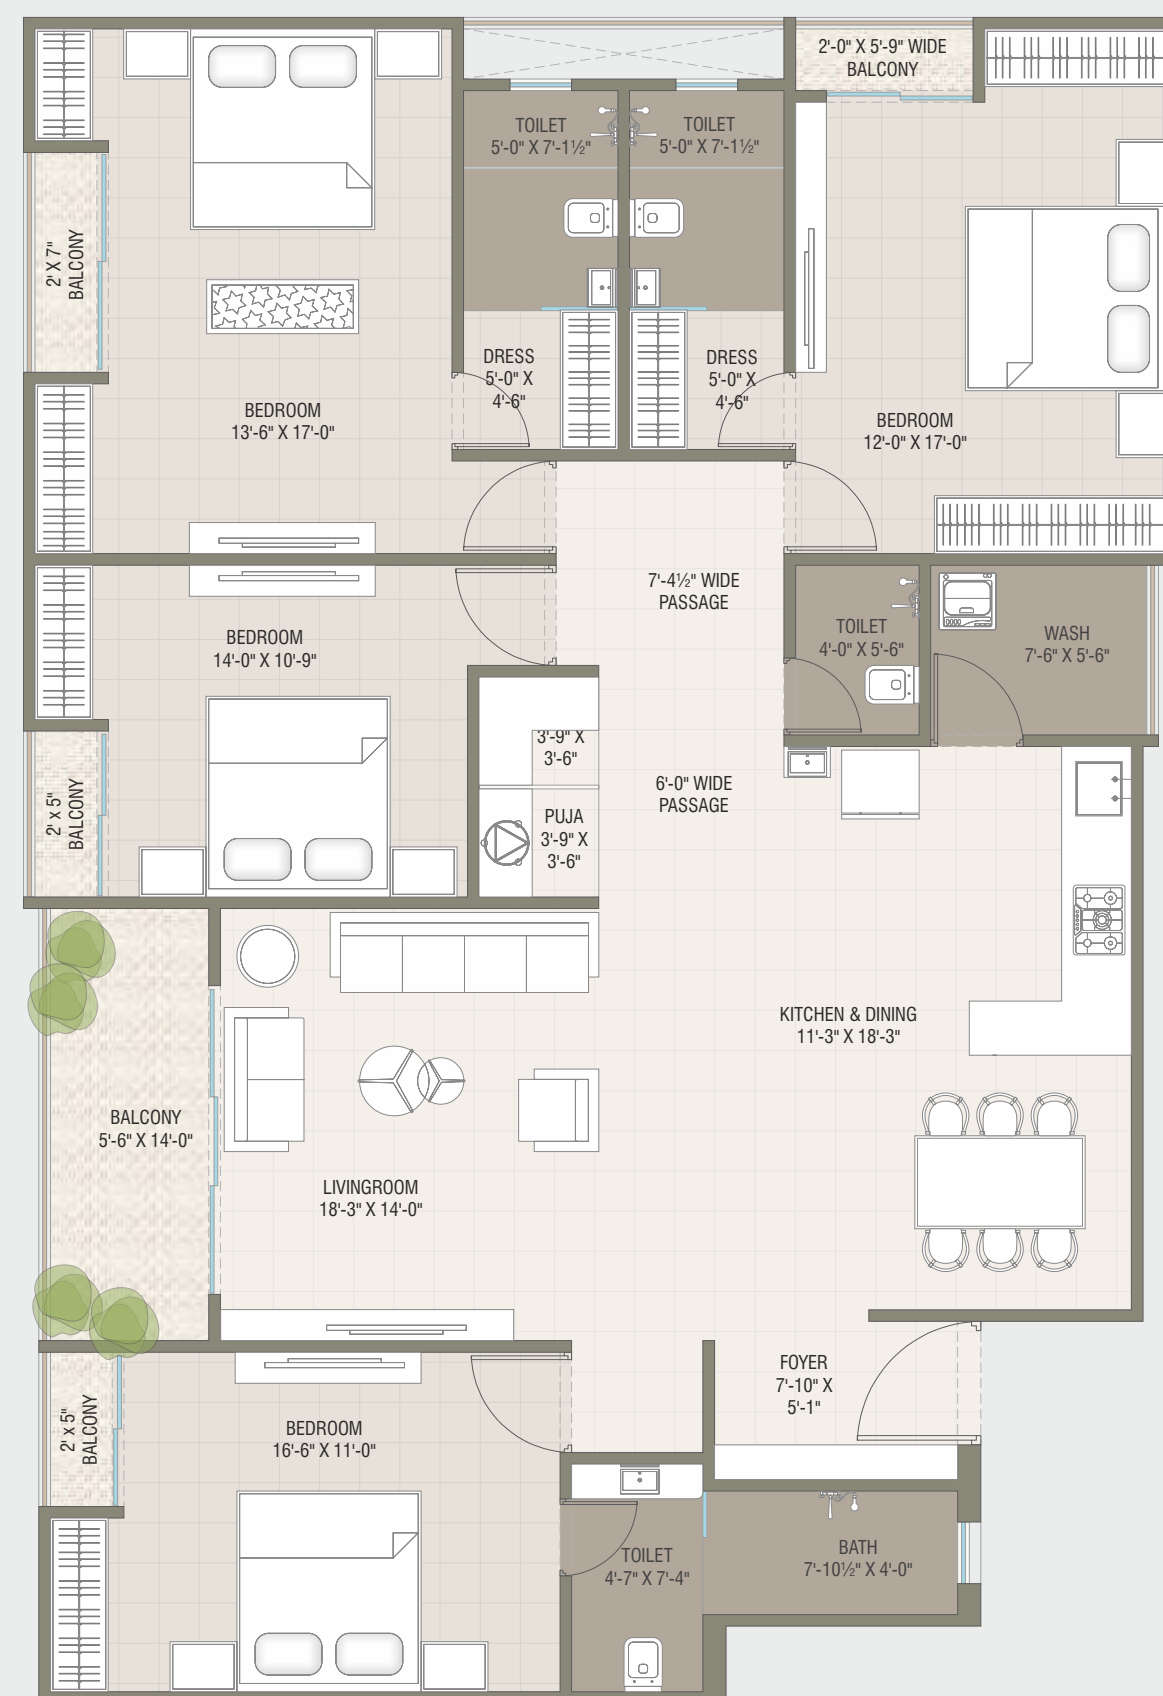 2'-0" X 5'-9" WIDE
BALCONY
TOILET
5'-0" X 7'-1½"
TOILET
5'-0" X 7'-1½"
2' X 7"
BALCONY
DRESS
5'-0" X
4'-6"
DRESS
5'-0" X
4'-6"
BEDROOM
13'-6" X 17'-0"
BEDROOM
12'-0" X 17'-0"
7'-4½" WIDE
PASSAGE
BEDROOM
14'-0" X 10'-9"
TOILET
4'-0" X 5'-6"
WASH
7'-6" X 5'-6"
3'-9" X
3'-6"
6'-0" WIDE
PASSAGE
2' x 5"
BALCONY
PUJA
3'-9" X
3'-6"
KITCHEN & DINING
11'-3" X 18'-3"
BALCONY
5'-6" X 14'-0"
LIVINGROOM
18'-3" X 14'-0"
FOYER
7'-10" X
5'-1"
2' x 5"
BALCONY
BEDROOM
16'-6" X 11'-0"
TOILET
4'-7" X 7'-4"
BATH
7'-10½" X 4'-0"